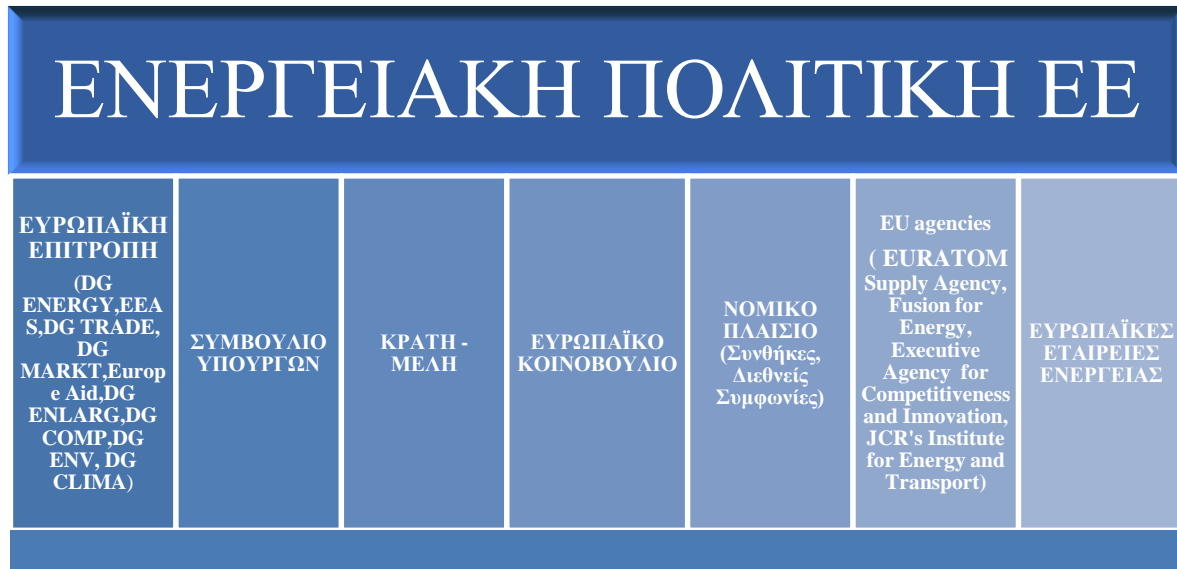 ΕΝΕΡΓΕΙΑΚΗ ΠΟΛΙΤΙΚΗ ΕΕ
ΕΥΡΩΠΑΪΚΗ
ΕΠΙΤΡΟΠΗ
(DG
ENERGY,EEA
S,DG TRADE,
DG
MARKT,Europ
e Aid,DG
ENLARG,DG
COMP,DG
ENV, DG
CLIMA)
ΣΥΜΒΟΥΛΙΟ
ΥΠΟΥΡΓΩΝ
ΚΡΑΤΗ -
ΜΕΛΗ
ΕΥΡΩΠΑΪΚΟ
ΚΟΙΝΟΒΟΥΛΙΟ
ΝΟΜΙΚΟ
ΠΛΑΙΣΙΟ
(Συνθήκες,
Διεθνείς
Συμφωνίες)
EU agencies
( EURATOM
Supply Agency,
Fusion for
Energy,
Executive
Agency for
Competitiveness
and Innovation,
JCR's Institute
for Energy and
Transport)
ΕΥΡΩΠΑΪΚΕΣ
ΕΤΑΙΡΕΙΕΣ
ΕΝΕΡΓΕΙΑΣ